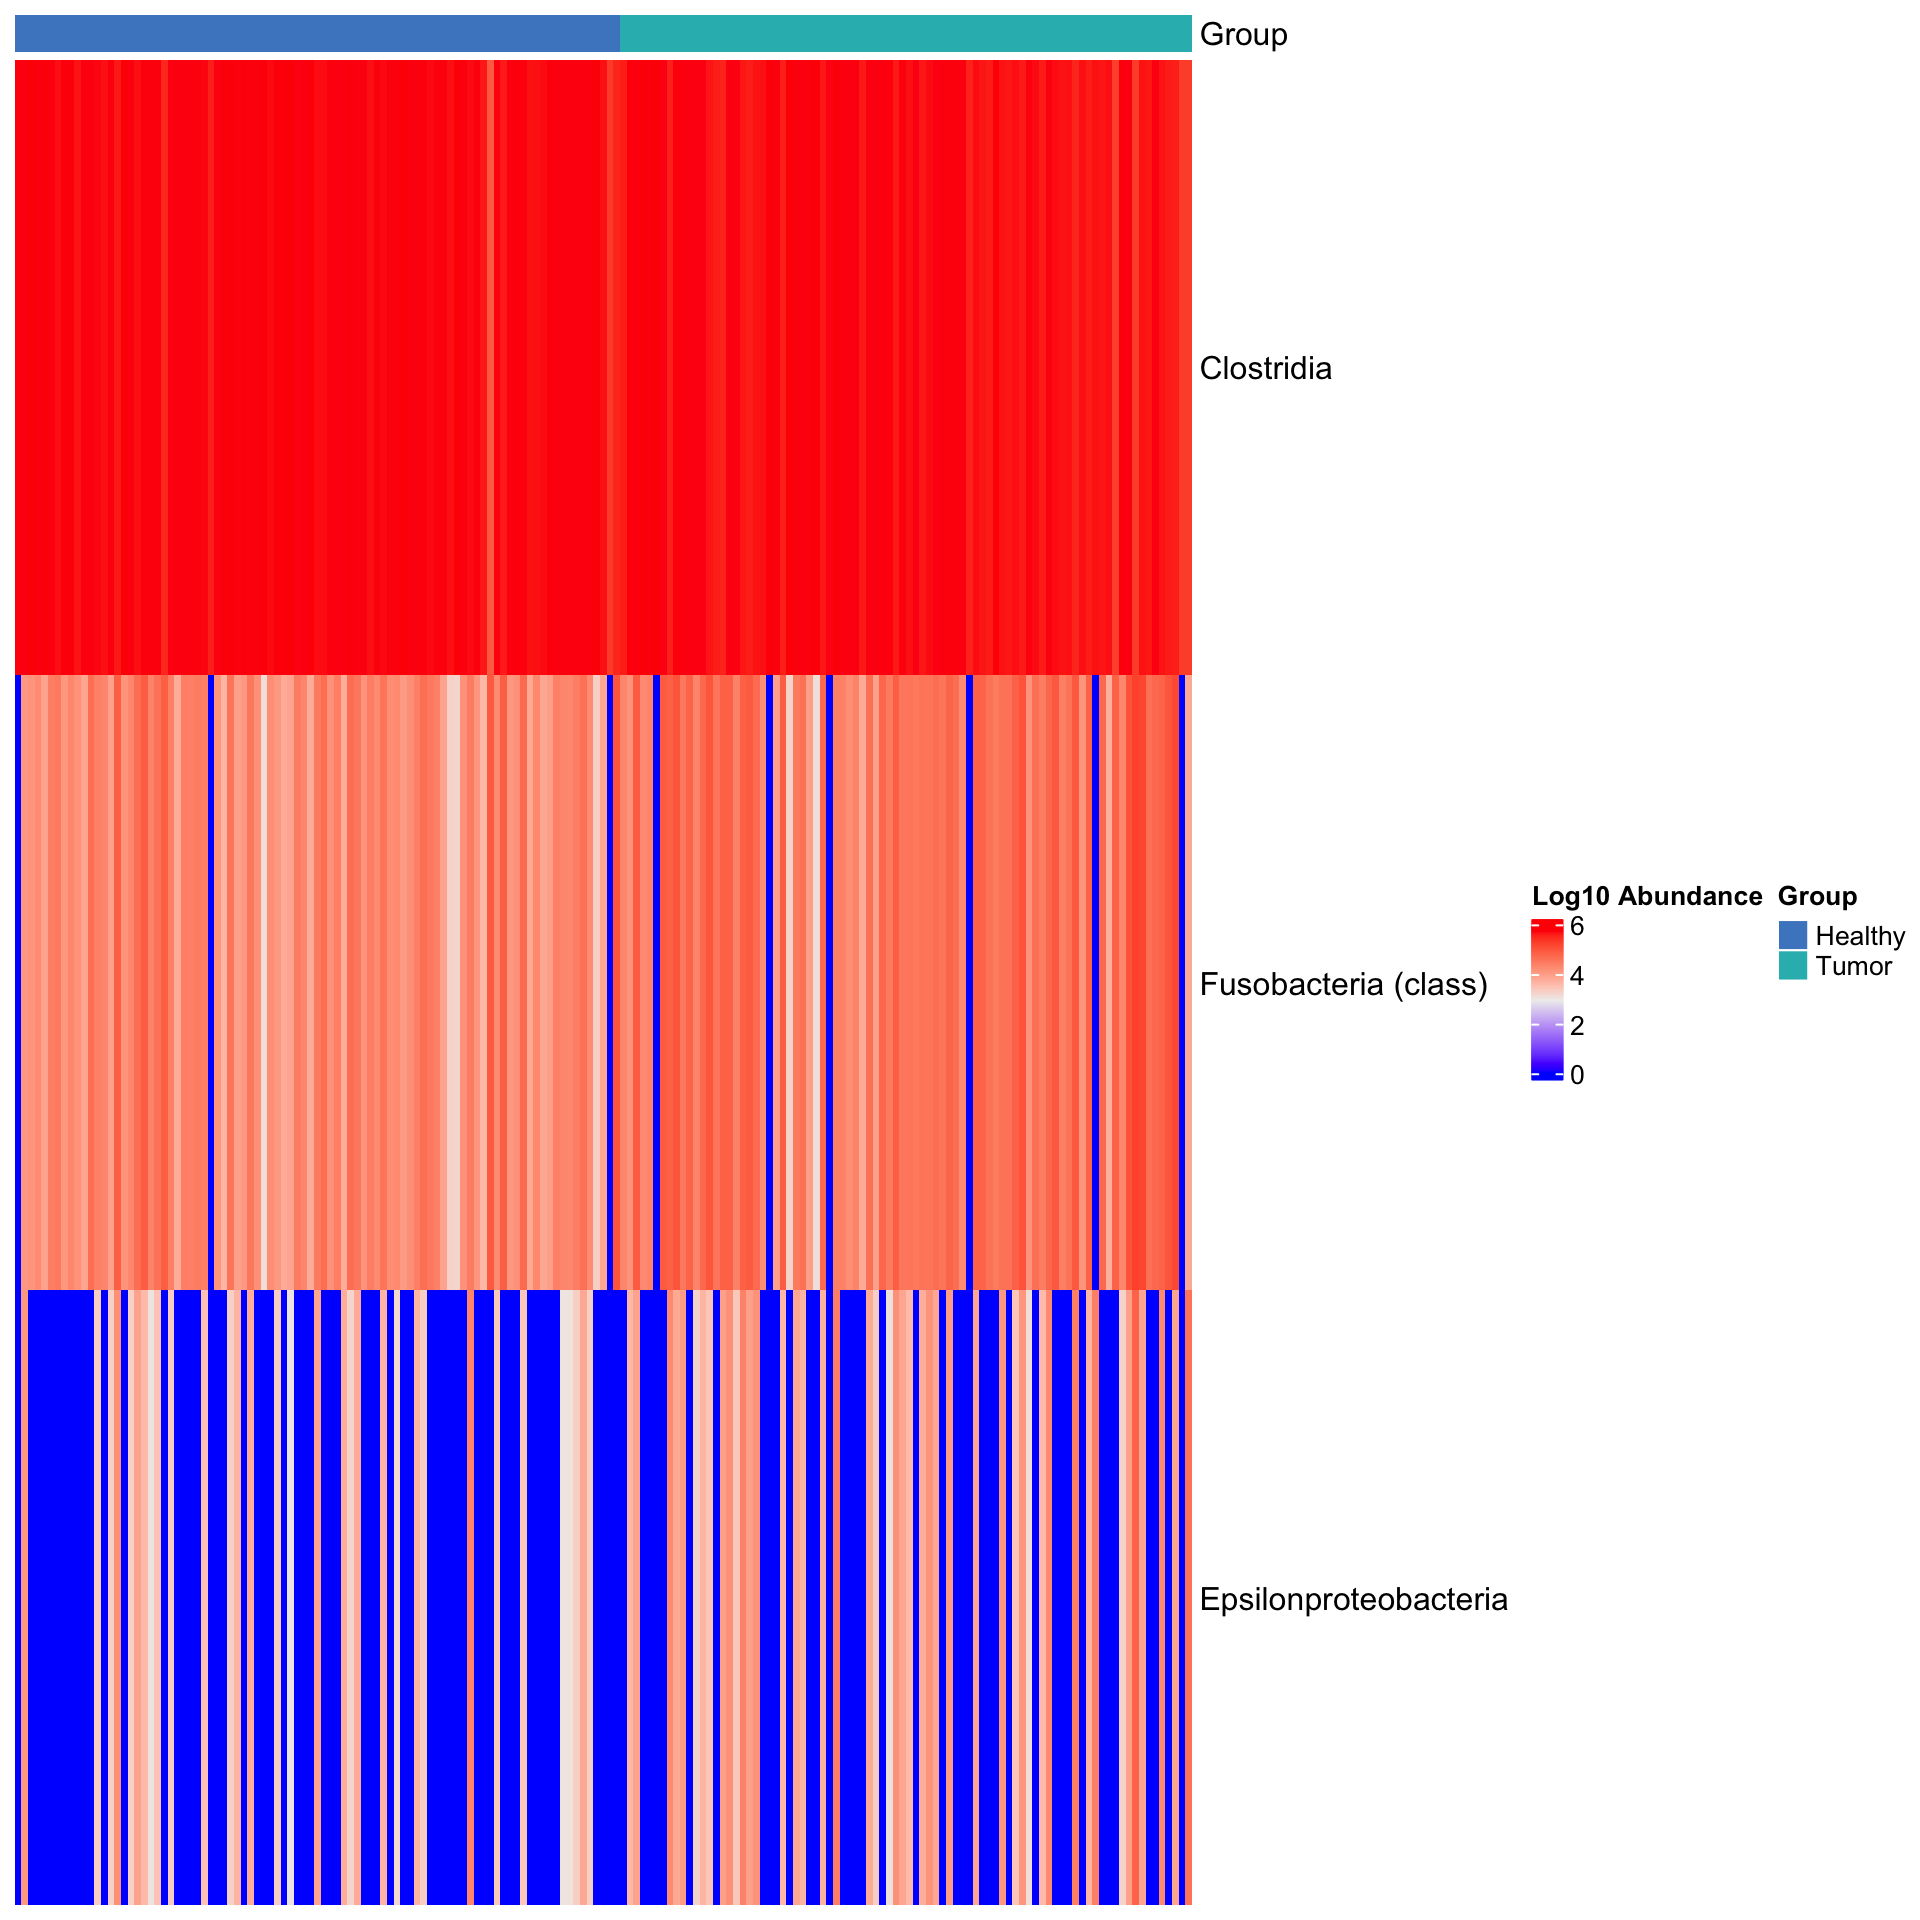 Group
Clostridia
Fusobacteria (class)
Epsilonproteobacteria
Log10 Abundance
6
4
2
0
Group
Healthy
Tumor